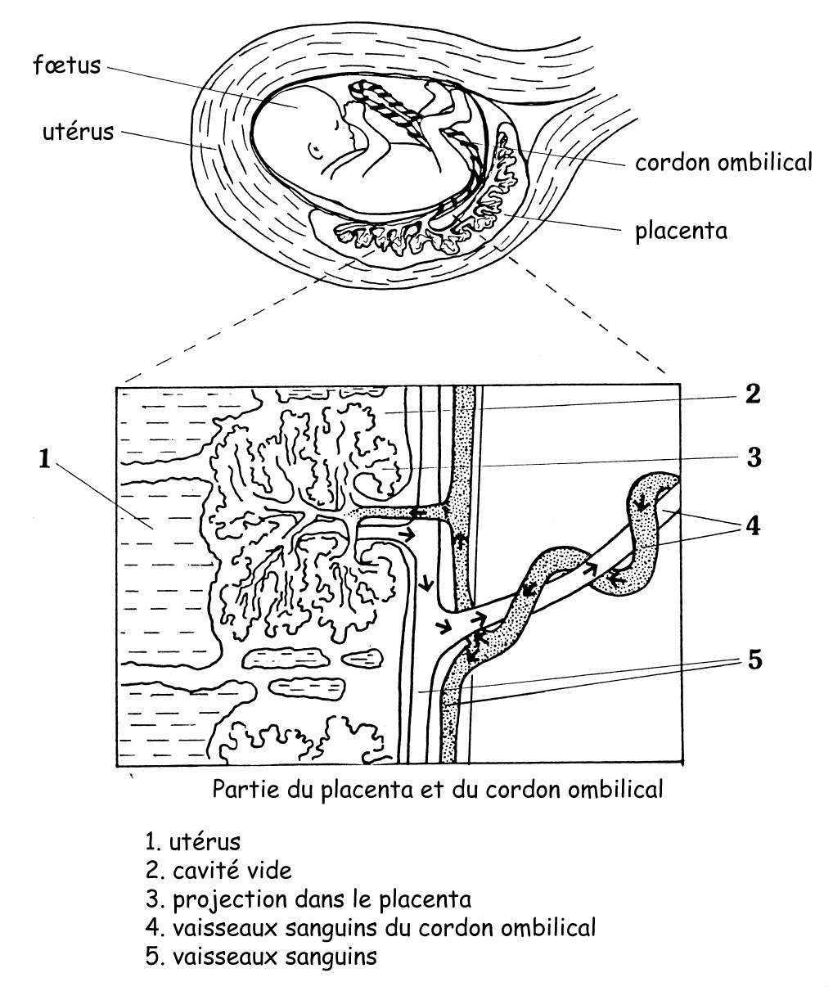 fœtus
utérus
cordon ombilical
placenta
2
1
3
4
5
Partie du placenta et du cordon ombilical
1. utérus
2. cavité vide
3. projection dans le placenta
4. vaisseaux sanguins du cordon ombilical
5. vaisseaux sanguins